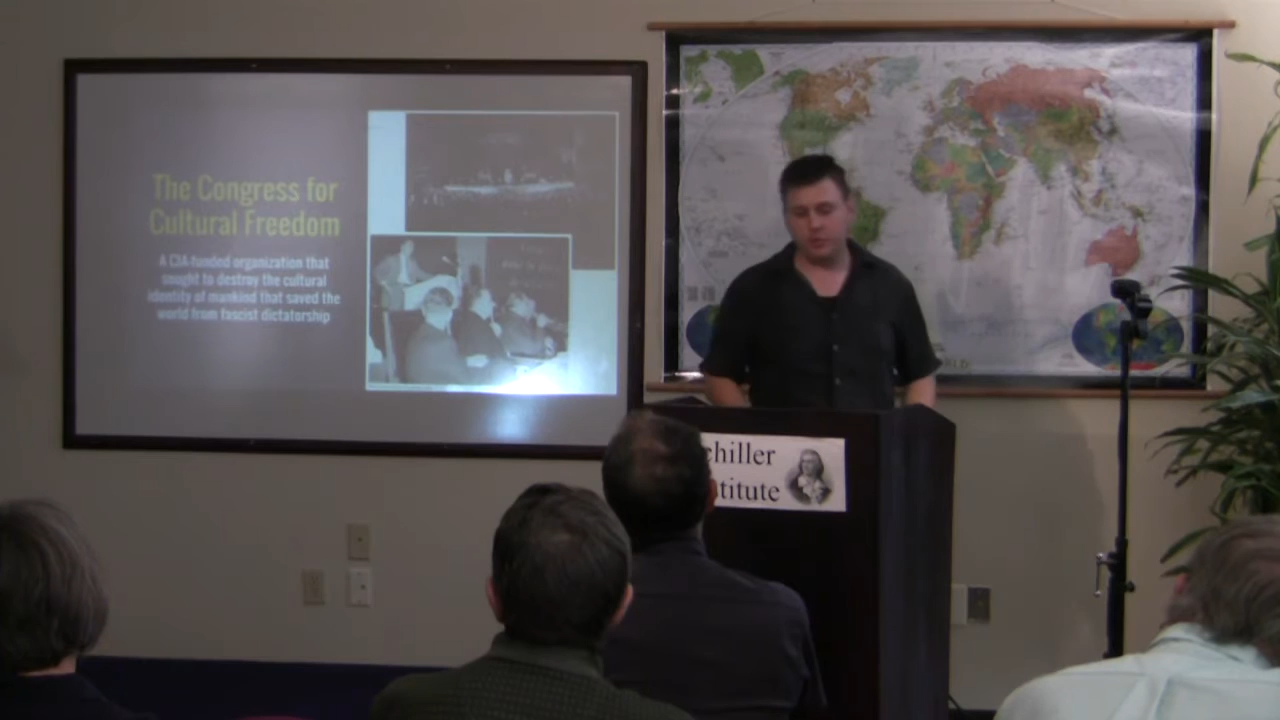 The Congress for
Cultural Freedom
A CIA-funded organization that
sought to destroy the cultural
identity of mankind that saved the
world from fascist dictatorship
chiller
titute